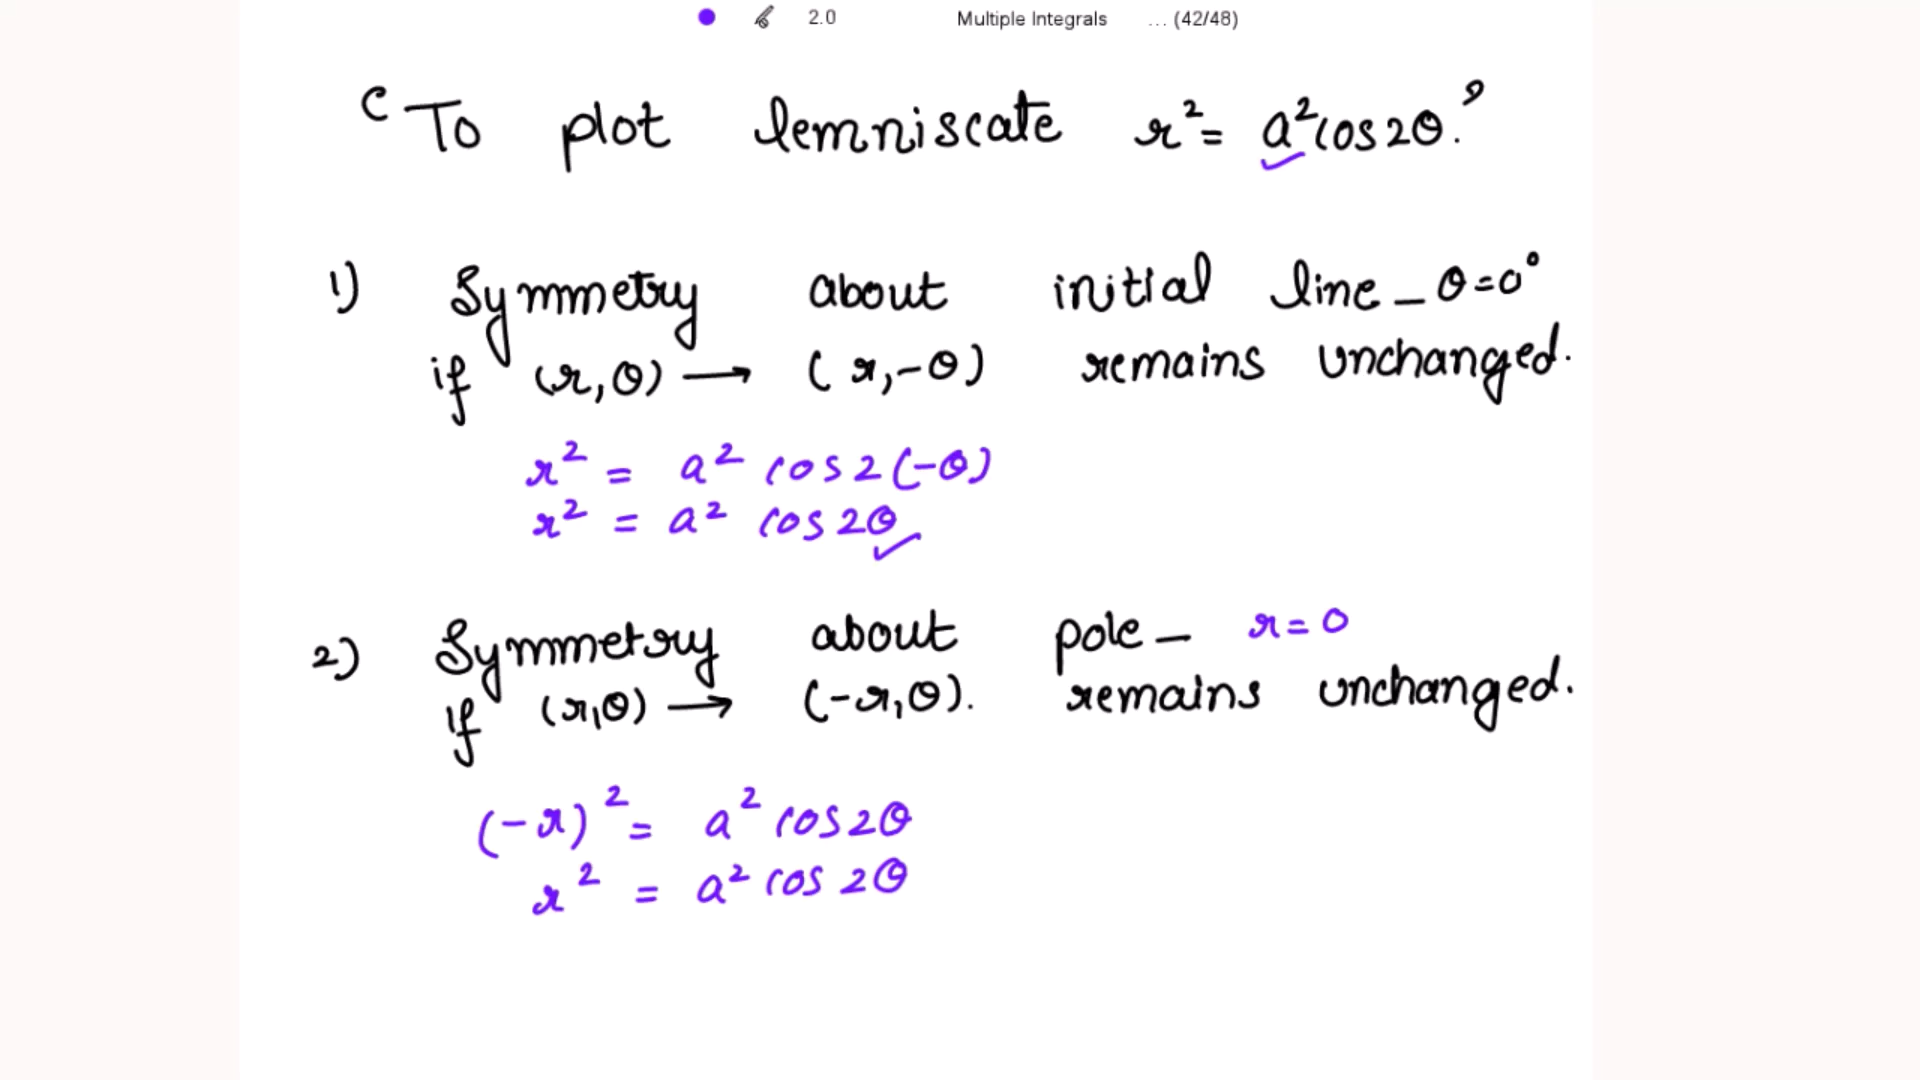 2.0 Multiple Integrals ... (42/48)
‘To plot lemniscate r² = a²cos2θ.’
1) Symmetry about initial line – θ=0°
if (r,θ) → (r,-θ) remains unchanged.
r² = a² cos2(-θ)
r² = a² cos2θ
2) Symmetry about pole – r=0
if (r,θ) → (-r,θ). remains unchanged.
(-r)² = a² cos2θ
r² = a² cos2θ